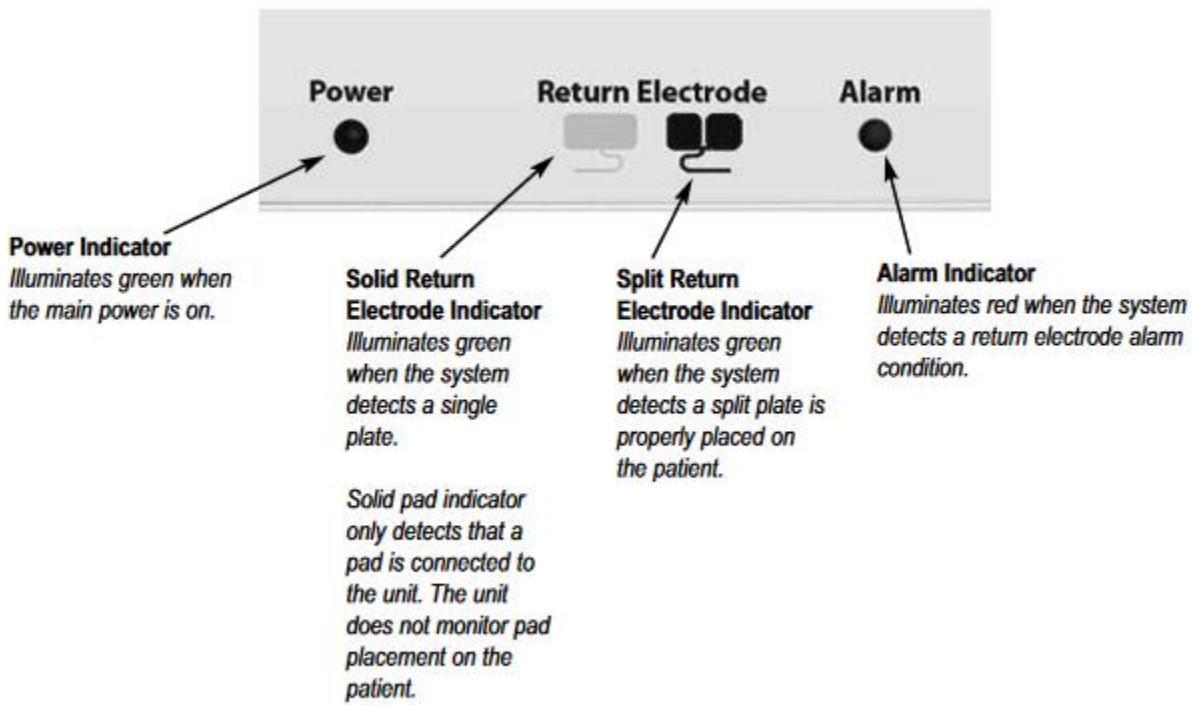 Power
Return Electrode
Alarm
Power Indicator
Illuminates green when
the main power is on.
Solid Return
Electrode Indicator
Illuminates green
when the system
detects a single
plate.
Solid pad indicator
only detects that a
pad is connected to
the unit. The unit
does not monitor pad
placement on the
patient.
Split Return
Electrode Indicator
Illuminates green
when the system
detects a split plate is
properly placed on
the patient.
Alarm Indicator
Illuminates red when the system
detects a return electrode alarm
condition.